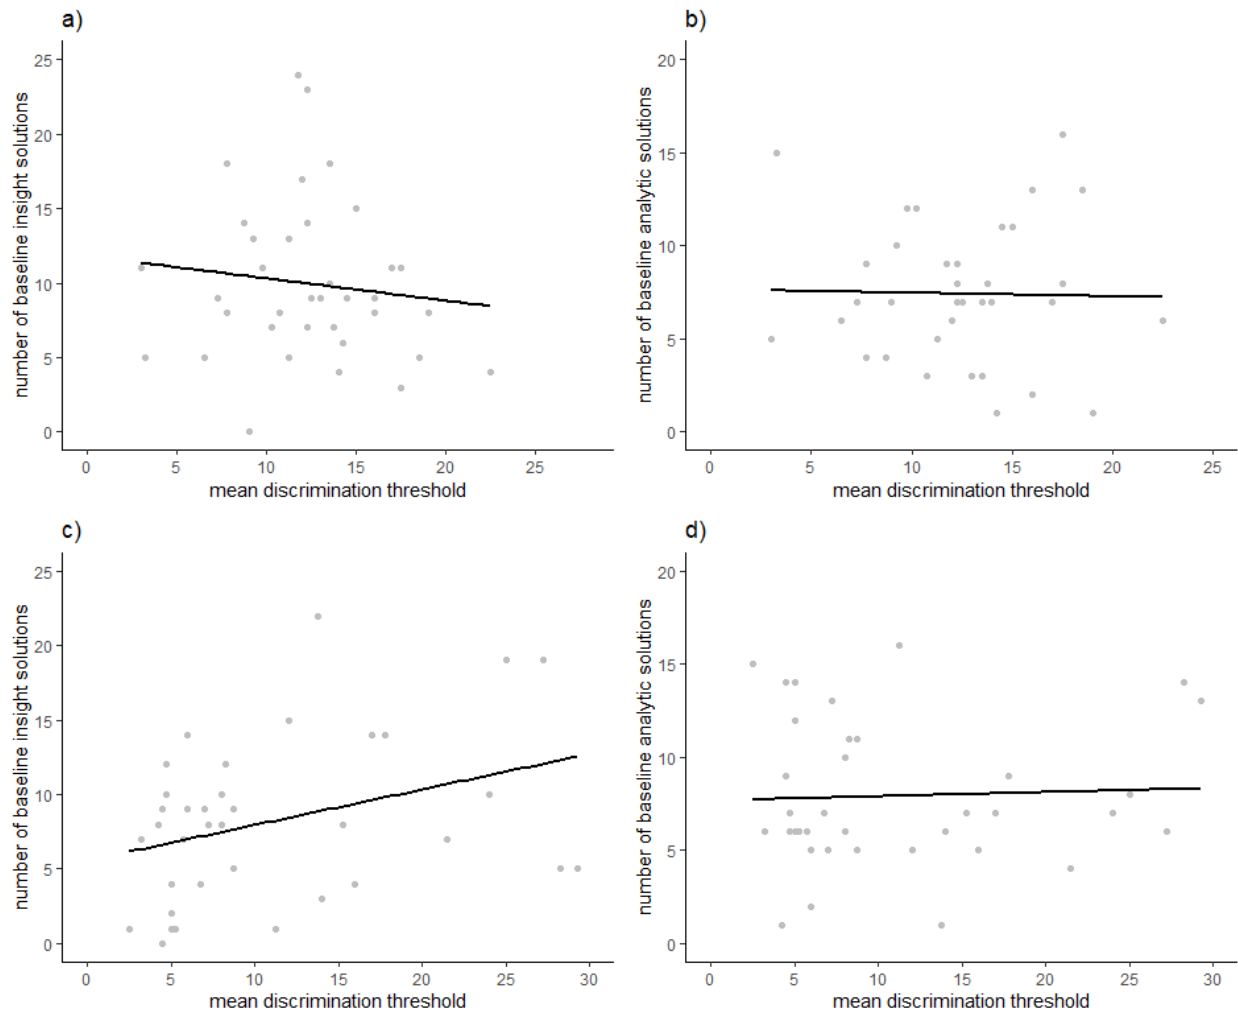 a)
number of baseline insight solutions
25
20
15
10
5
0
0 5 10 15 20 25
mean discrimination threshold
b)
number of baseline analytic solutions
20
15
10
5
0
0 5 10 15 20 25
mean discrimination threshold
c)
number of baseline insight solutions
25
20
15
10
5
0
0 5 10 15 20 25 30
mean discrimination threshold
d)
number of baseline analytic solutions
20
15
10
5
0
0 5 10 15 20 25 30
mean discrimination threshold